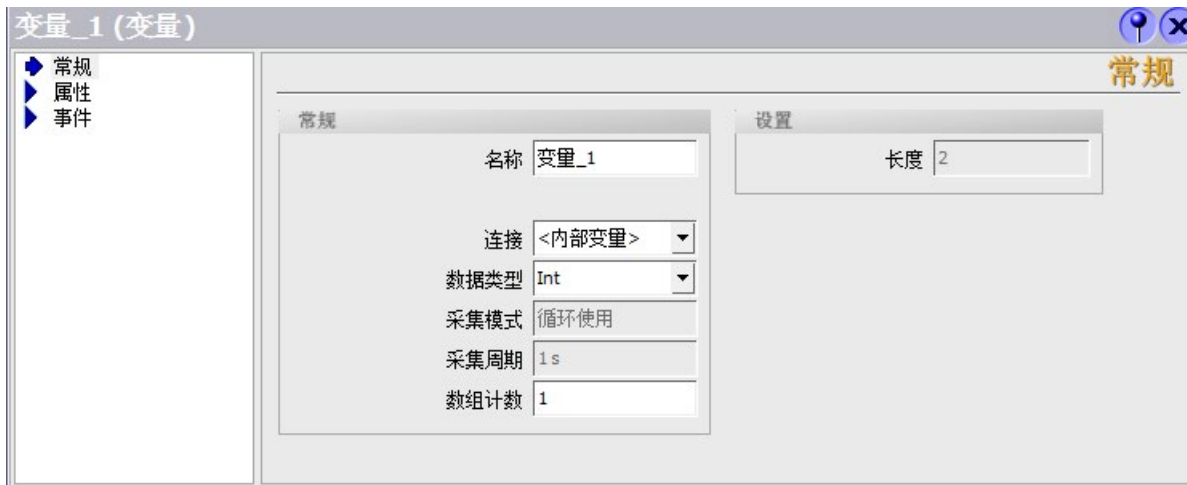 变量_1 (变量)
常规
属性
事件
常规
常规
名称 变量_1
连接 <内部变量>
数据类型 Int
采集模式 循环使用
采集周期 1 s
数组计数 1
设置
长度 2